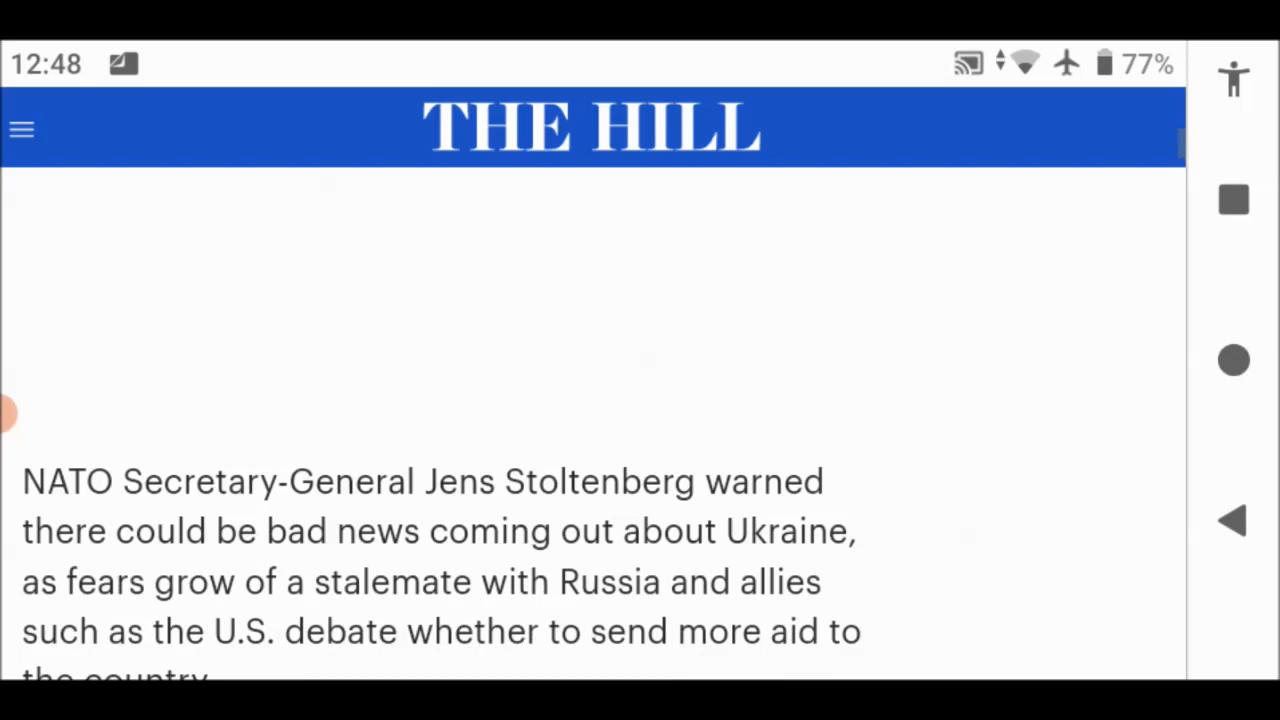 12:48
77%
THE HILL
NATO Secretary-General Jens Stoltenberg warned
there could be bad news coming out about Ukraine,
as fears grow of a stalemate with Russia and allies
such as the U.S. debate whether to send more aid to
the country